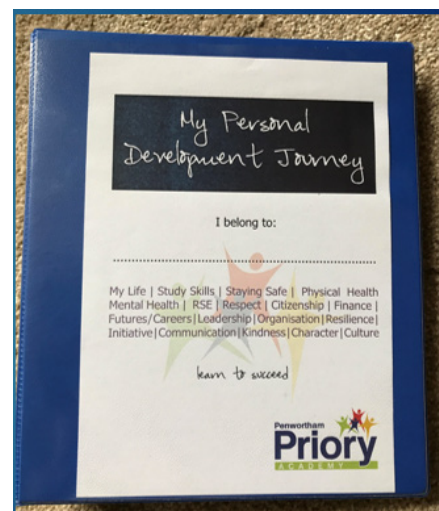 My Personal
Development Journey
I belong to:
My Life | Study Skills | Staying Safe | Physical Health
Mental Health | RSE | Respect | Citizenship | Finance |
Futures/Careers|Leadership|Organisation|Resilience|
Initiative|Communication|Kindness|Character|Culture
learn to succeed
Penwortham
Priory
ACADEMY